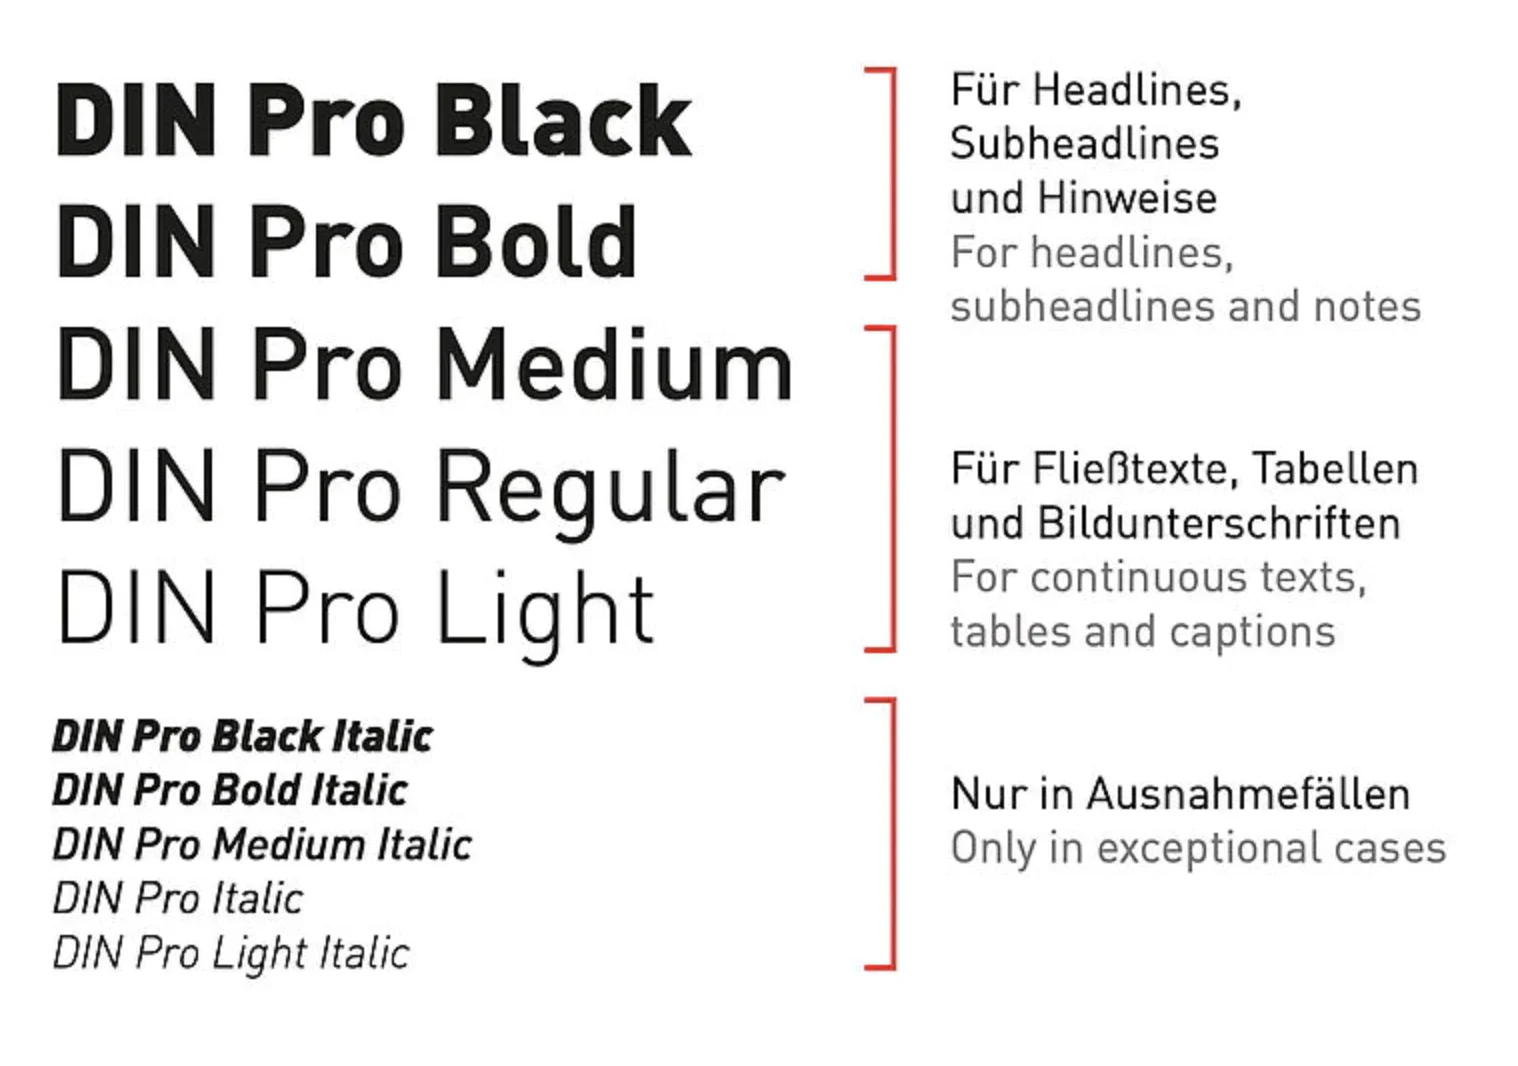 DIN Pro Black
DIN Pro Bold
DIN Pro Medium
DIN Pro Regular
DIN Pro Light
DIN Pro Black Italic
DIN Pro Bold Italic
DIN Pro Medium Italic
DIN Pro Italic
DIN Pro Light Italic
Für Headlines,
Subheadlines
und Hinweise
For headlines,
subheadlines and notes
Für Fließtexte, Tabellen
und Bildunterschriften
For continuous texts,
tables and captions
Nur in Ausnahmefällen
Only in exceptional cases